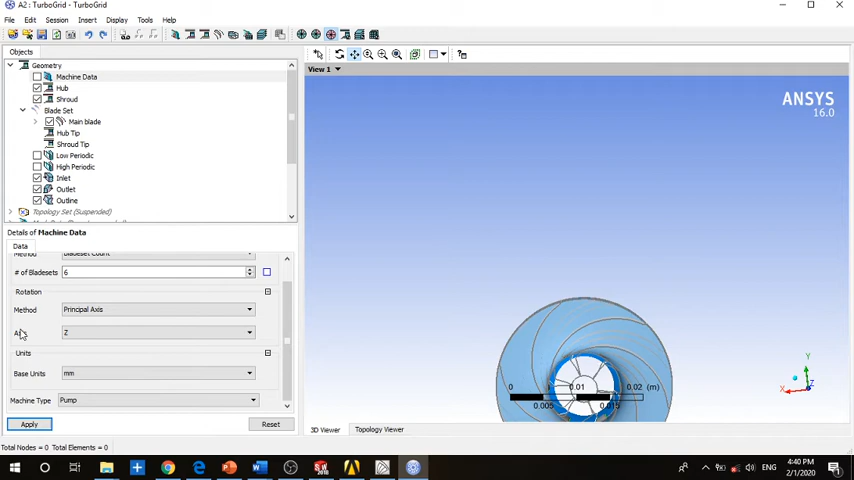 A2 : TurboGrid
File Edit Session Insert Display Tools Help
Objects
Geometry
Machine Data
Hub
Shroud
Blade Set
Main blade
Hub Tip
Shroud Tip
Low Periodic
High Periodic
Inlet
Outlet
Outline
Topology Set (Suspended)
Details of Machine Data
Data
Method Bladeset Count
# of Bladesets 6
Rotation
Method Principal Axis
Axis Z
Units
Base Units mm
Machine Type Pump
Apply Reset
Total Nodes = 0 Total Elements = 0
View 1
ANSYS
16.0
0 0.01 0.02 (m)
0.005 0.015
Y
X Z
3D Viewer Topology Viewer
ENG 4:40 PM
2/1/2020